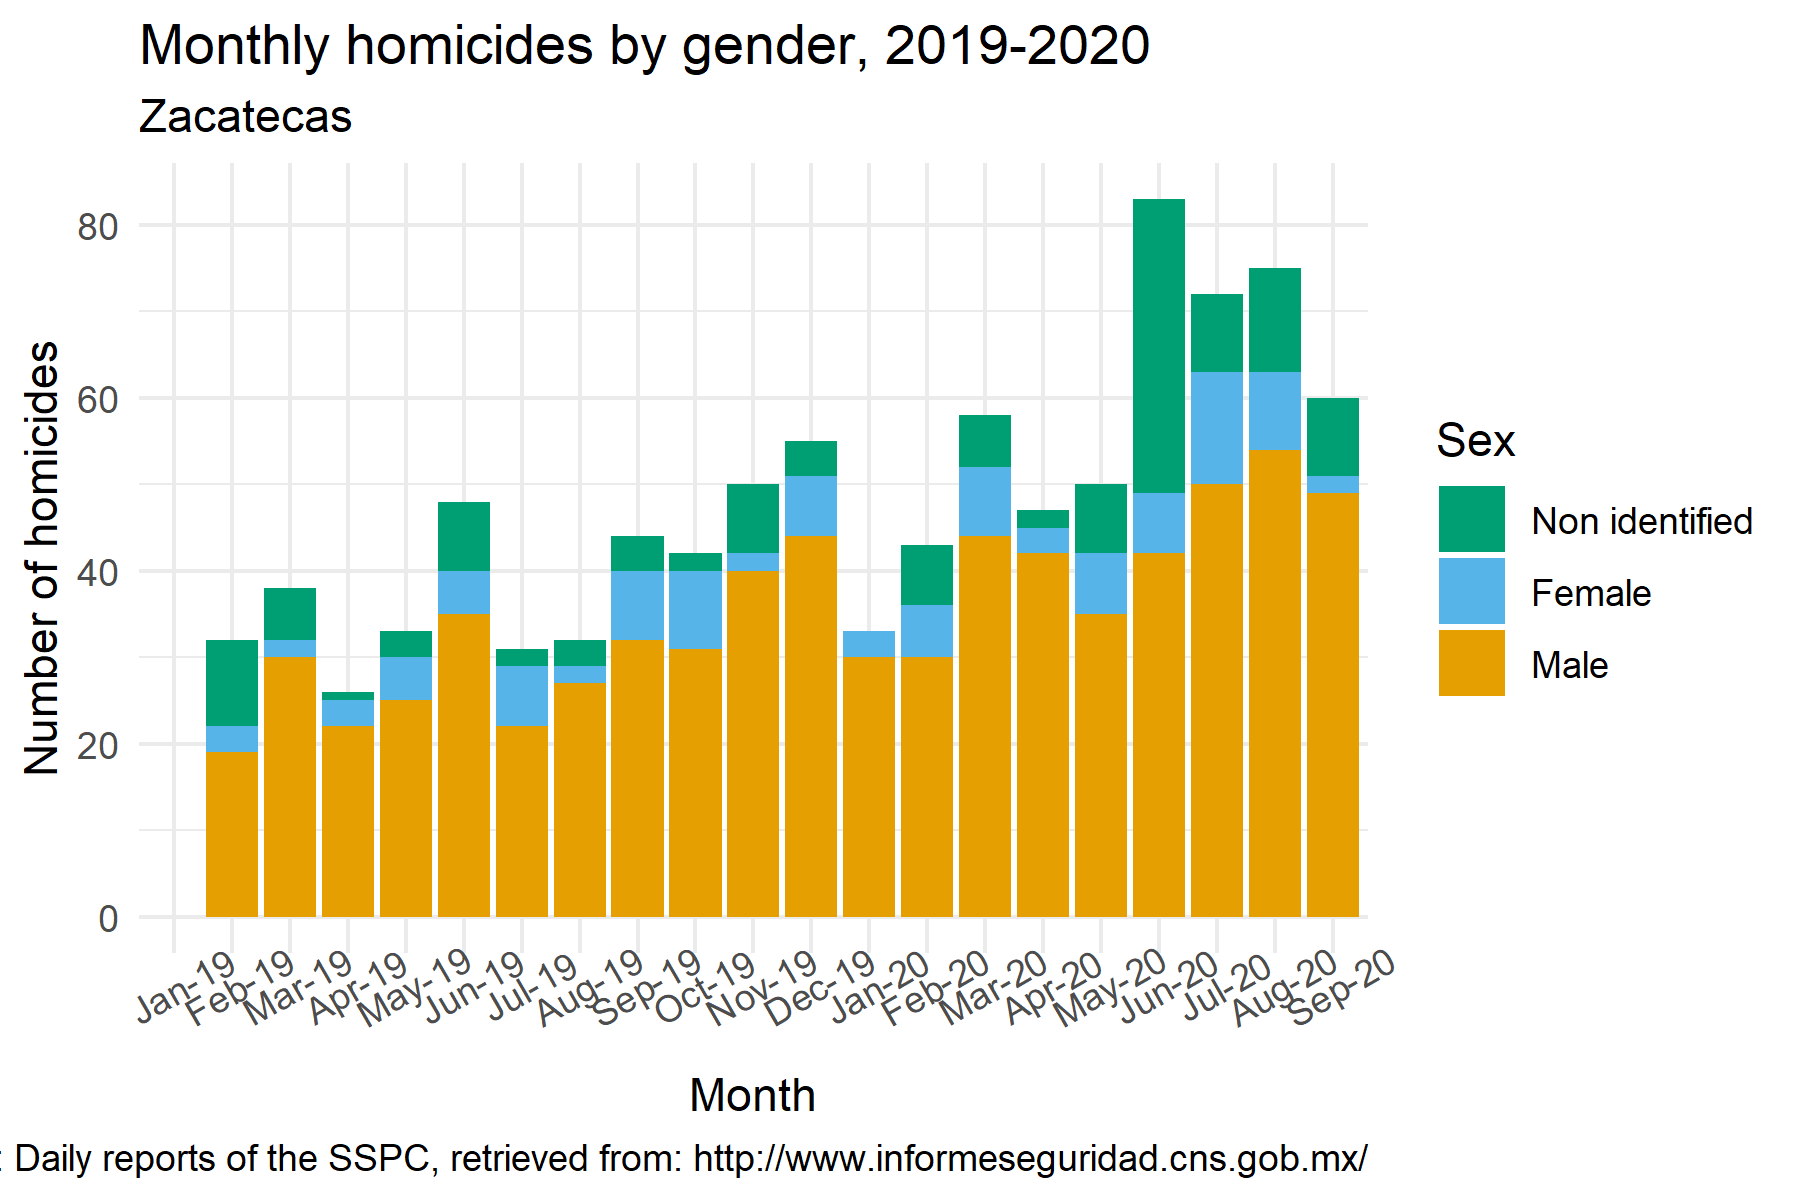 Monthly homicides by gender, 2019-2020
Zacatecas
Number of homicides
80
60
40
20
0
Jan-19
Feb-19
Mar-19
Apr-19
May-19
Jun-19
Jul-19
Aug-19
Sep-19
Oct-19
Nov-19
Dec-19
Jan-20
Feb-20
Mar-20
Apr-20
May-20
Jun-20
Jul-20
Aug-20
Sep-20
Month
Sex
Non identified
Female
Male
: Daily reports of the SSPC, retrieved from: http://www.informeseguridad.cns.gob.mx/